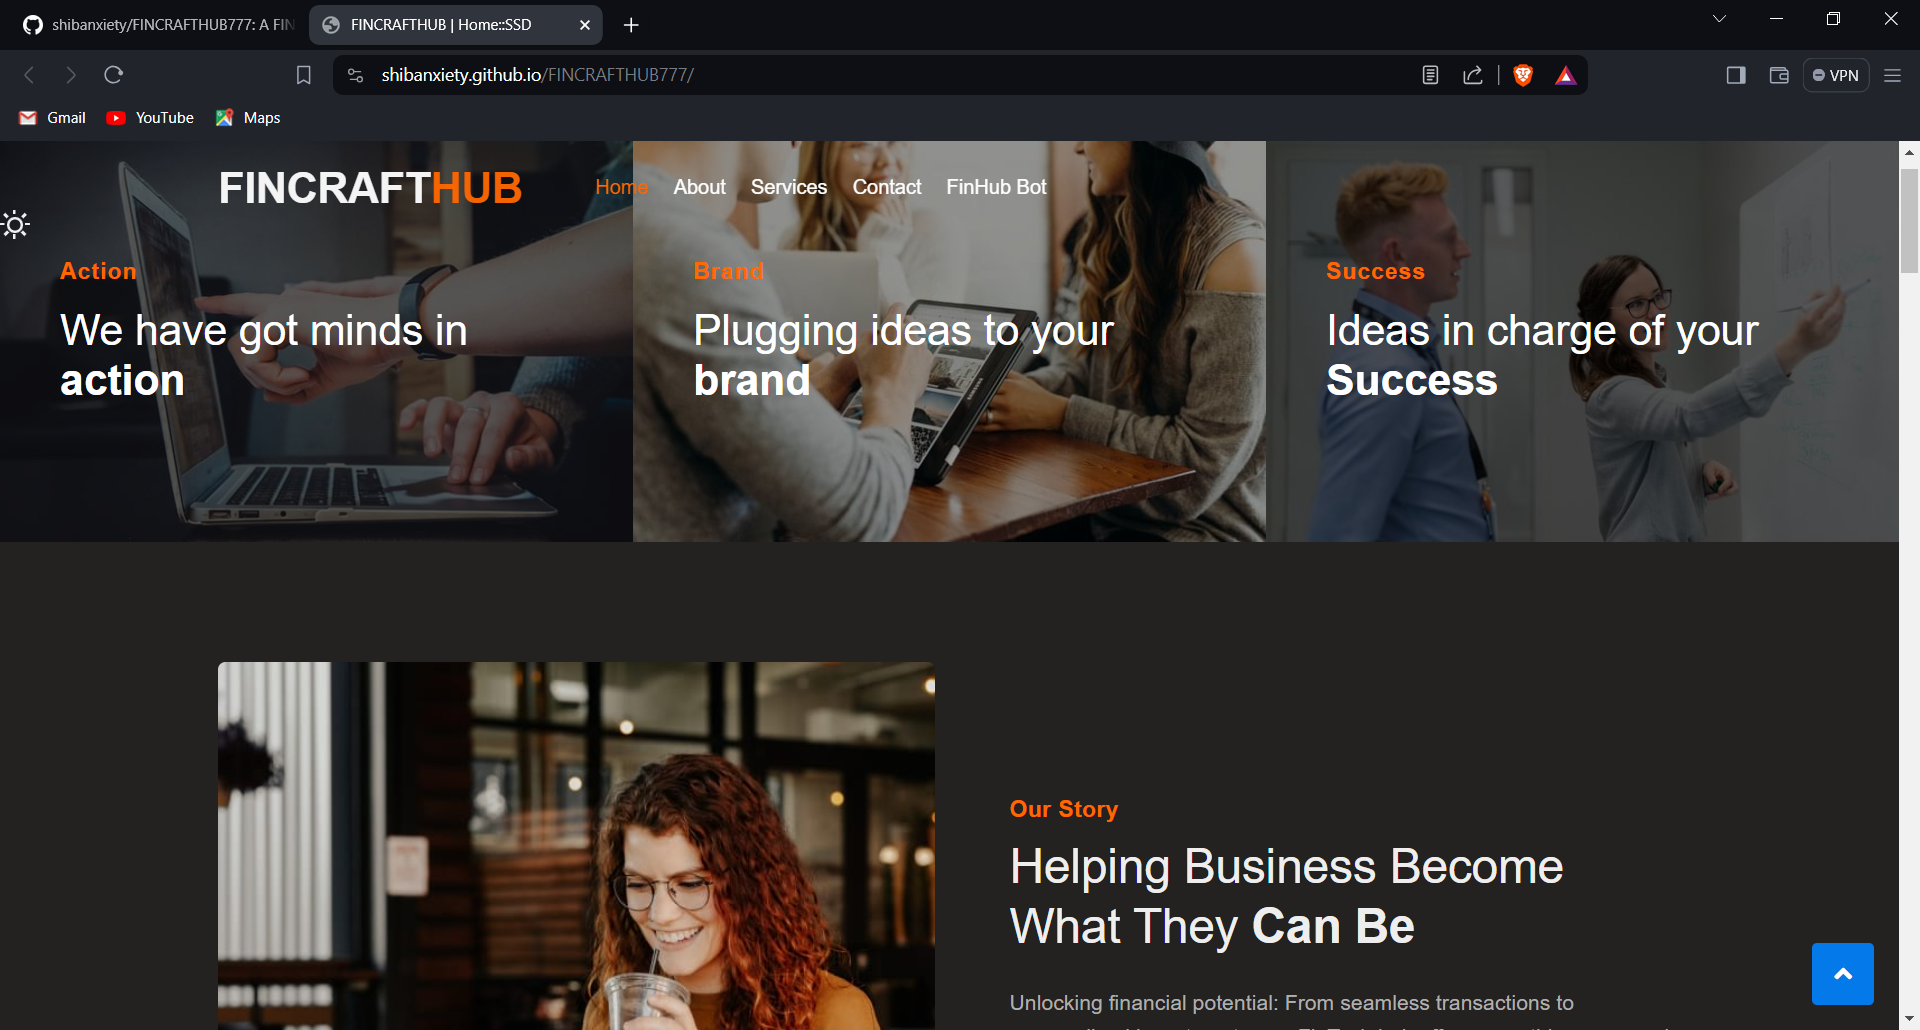 shibanxiety/FINCRAFTHUB777: A FIN
FINCRAFTHUB | Home::SSD
shibanxiety.github.io/FINCRAFTHUB777/
VPN
Gmail
YouTube
Maps
FINCRAFTHUB
Home
About
Services
Contact
FinHub Bot
Action
We have got minds in
action
Brand
Plugging ideas to your
brand
Success
Ideas in charge of your
Success
Our Story
Helping Business Become
What They Can Be
Unlocking financial potential: From seamless transactions to